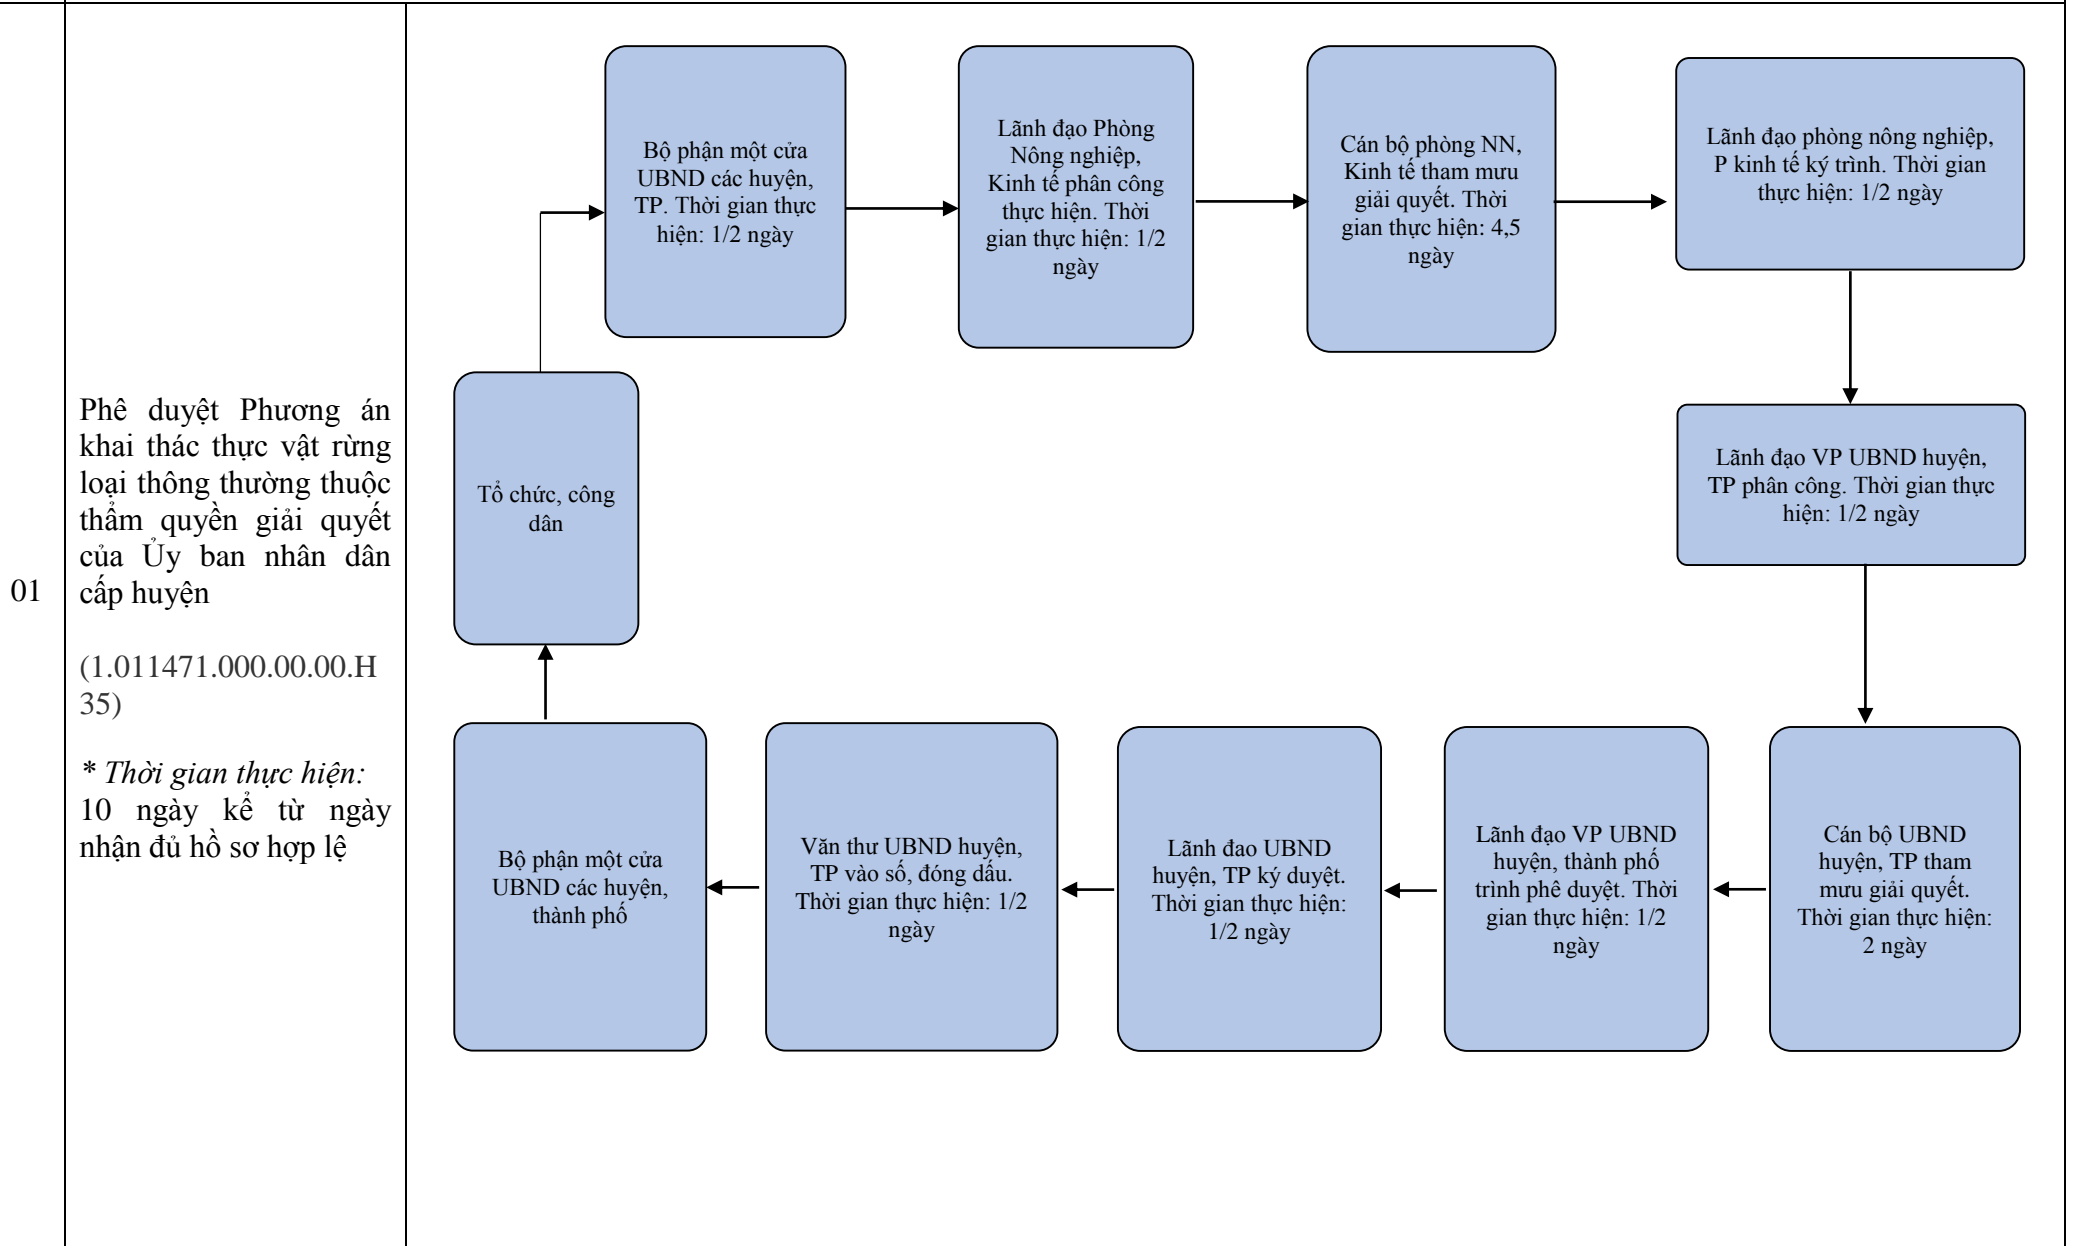 01
Phê duyệt Phương án
khai thác thực vật rừng
loại thông thường thuộc
thẩm quyền giải quyết
của Ủy ban nhân dân
cấp huyện
(1.011471.000.00.00.H
35)
* Thời gian thực hiện:
10 ngày kể từ ngày
nhận đủ hồ sơ hợp lệ
Tổ chức, công
dân
Bộ phận một cửa
UBND các huyện,
TP. Thời gian thực
hiện: 1/2 ngày
Lãnh đạo Phòng
Nông nghiệp,
Kinh tế phân công
thực hiện. Thời
gian thực hiện: 1/2
ngày
Cán bộ phòng NN,
Kinh tế tham mưu
giải quyết. Thời
gian thực hiện: 4,5
ngày
Lãnh đạo phòng nông nghiệp,
P kinh tế ký trình. Thời gian
thực hiện: 1/2 ngày
Lãnh đạo VP UBND huyện,
TP phân công. Thời gian thực
hiện: 1/2 ngày
Cán bộ UBND
huyện, TP tham
mưu giải quyết.
Thời gian thực hiện:
2 ngày
Lãnh đạo VP UBND
huyện, thành phố
trình phê duyệt. Thời
gian thực hiện: 1/2
ngày
Lãnh đao UBND
huyện, TP ký duyệt.
Thời gian thực hiện:
1/2 ngày
Văn thư UBND huyện,
TP vào số, đóng dấu.
Thời gian thực hiện: 1/2
ngày
Bộ phận một cửa
UBND các huyện,
thành phố